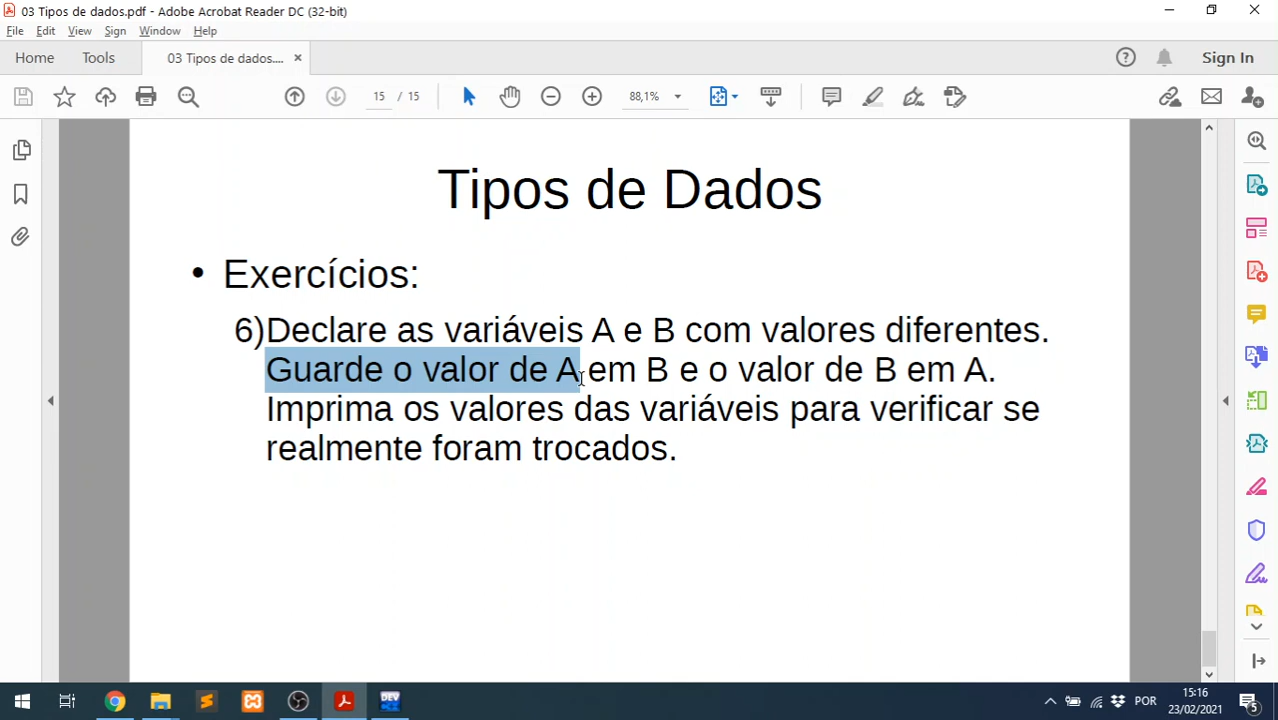 03 Tipos de dados.pdf - Adobe Acrobat Reader DC (32-bit)
File Edit View Sign Window Help
Home Tools 03 Tipos de dados.... × Sign In
15 / 15 88,1%
Tipos de Dados
• Exercícios:
6)Declare as variáveis A e B com valores diferentes.
Guarde o valor de A em B e o valor de B em A.
Imprima os valores das variáveis para verificar se
realmente foram trocados.
DEV
POR
15:16
23/02/2021
5